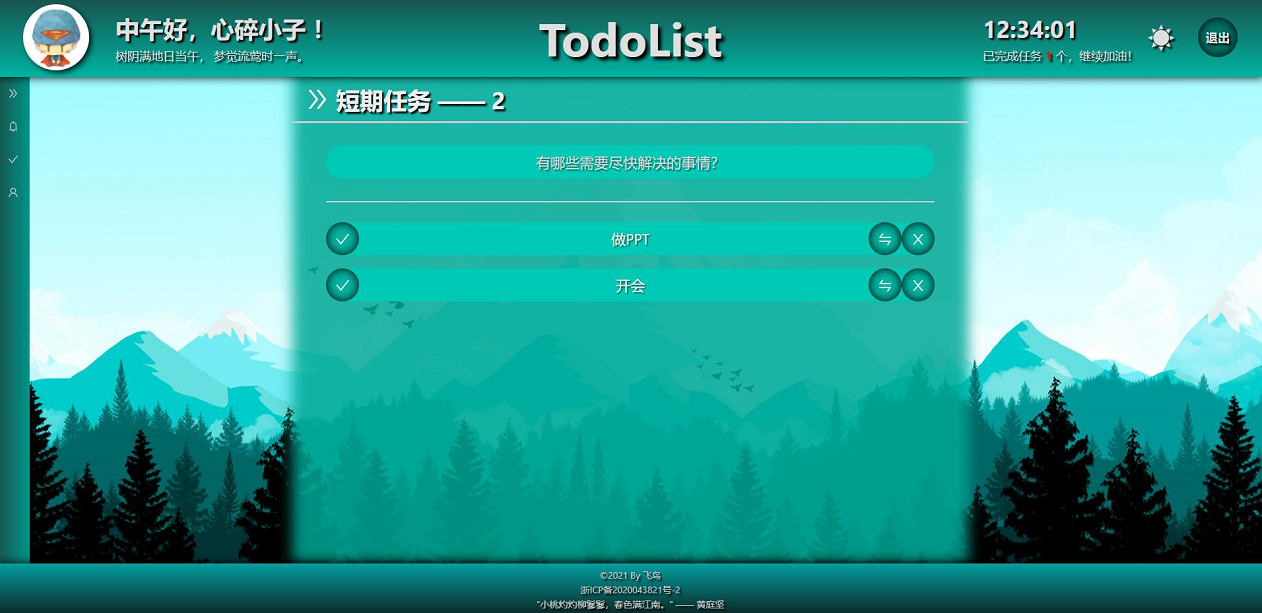 中午好，心碎小子！
树阴满地日当午， 梦觉流莺时一声。
TodoList
12:34:01
已完成任务 1 个，继续加油!
退出
短期任务 —— 2
有哪些需要尽快解决的事情?
做PPT
开会
©2021 By 飞鸟
浙ICP备2020043821号-2
"小桃灼灼柳鬖鬖，春色满江南。" —— 黄庭坚